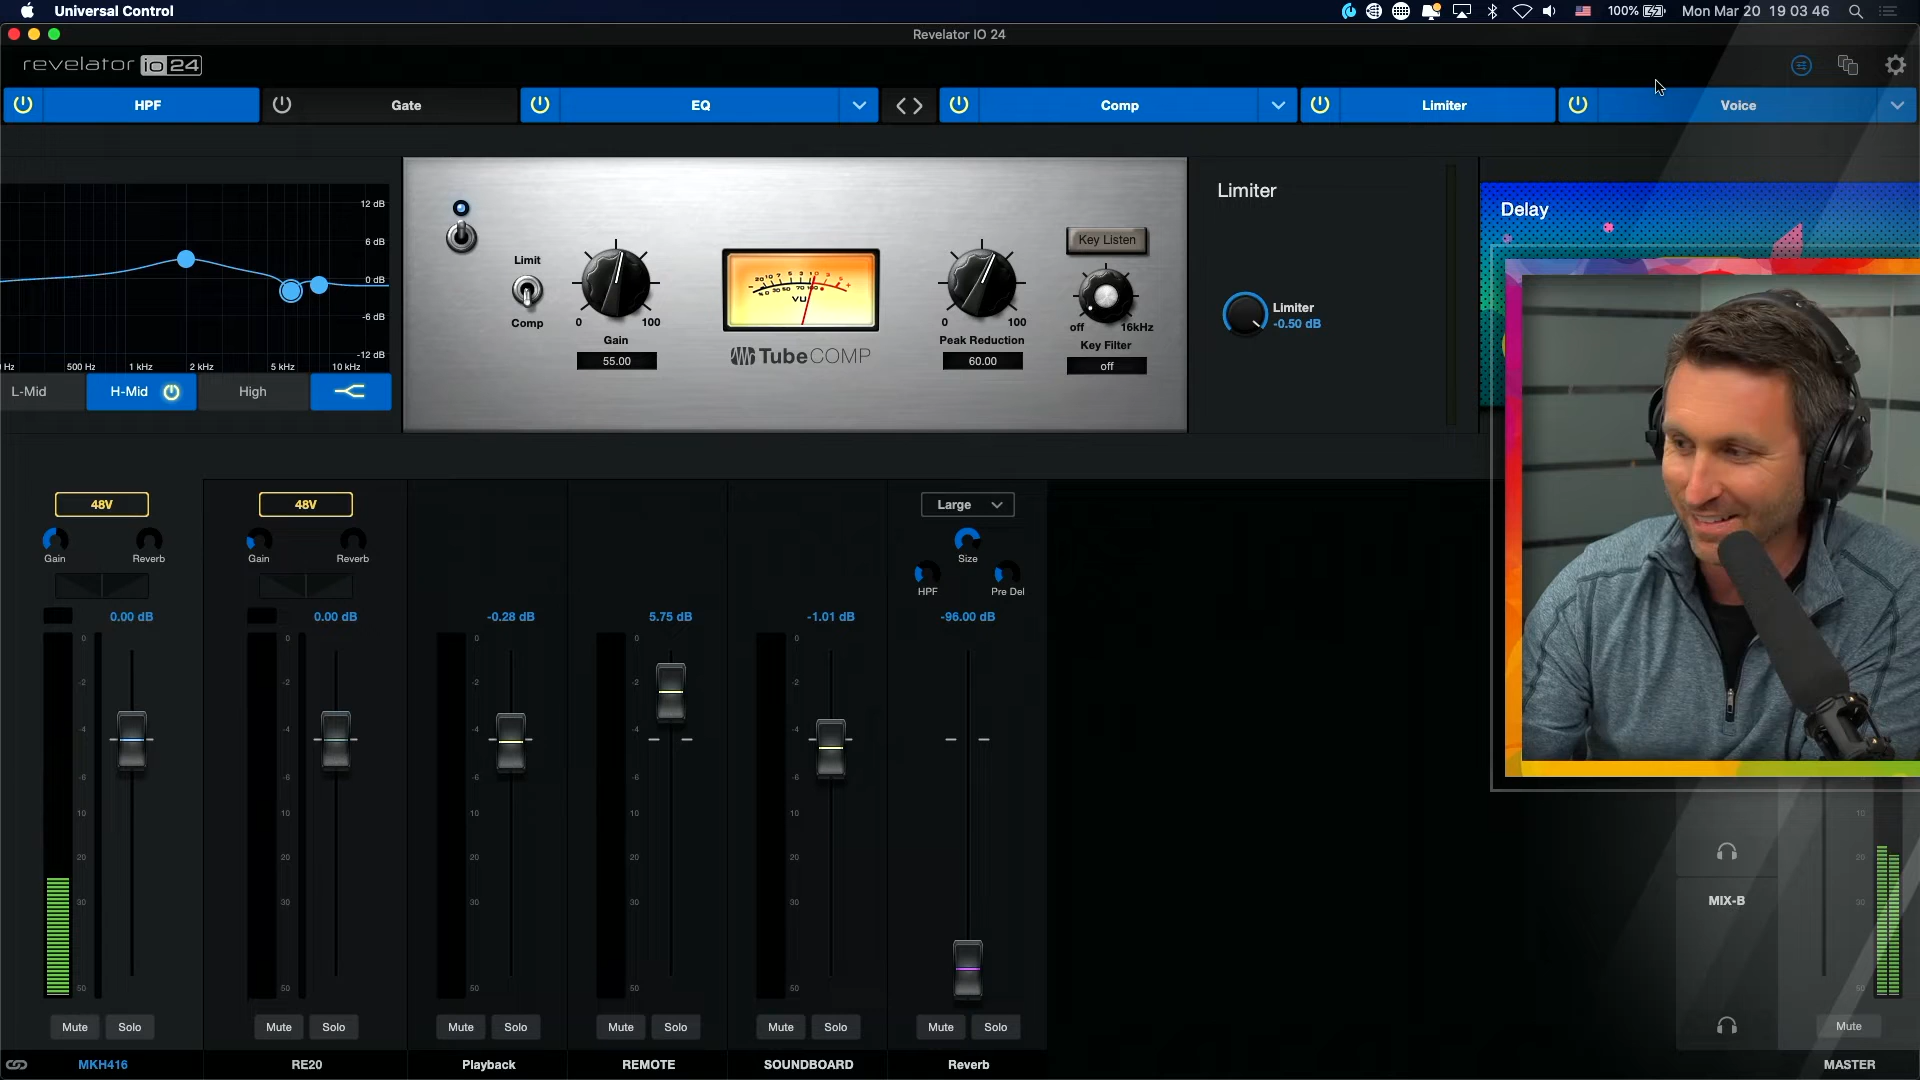 Universal Control
100%
Mon Mar 20 19 03 46
Revelator IO 24
revelator io 24
HPF
Gate
EQ
Comp
Limiter
Voice
12 dB
6 dB
0 dB
-6 dB
-12 dB
Hz
500 Hz
1 kHz
2 kHz
5 kHz
10 kHz
L-Mid
H-Mid
High
Limit
Comp
0
100
Gain
55.00
VU
TubeCOMP
0
100
Peak Reduction
60.00
Key Listen
off
16kHz
Key Filter
off
Limiter
Limiter
-0.50 dB
Delay
48V
Gain
Reverb
0.00 dB
48V
Gain
Reverb
0.00 dB
-0.28 dB
5.75 dB
-1.01 dB
Large
Size
HPF
Pre Del
-96.00 dB
Mute
Solo
Mute
Solo
Mute
Solo
Mute
Solo
Mute
Solo
Mute
Solo
MIX-B
Mute
MKH416
RE20
Playback
REMOTE
SOUNDBOARD
Reverb
MASTER